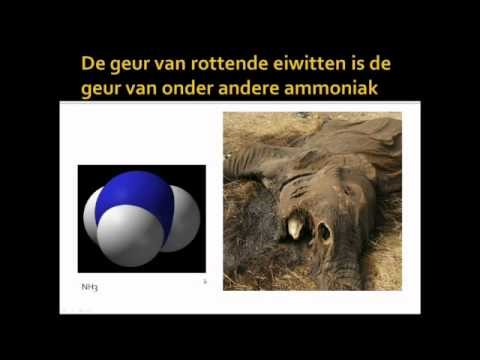 De geur van rottende eiwitten is de
geur van onder andere ammoniak
NH3